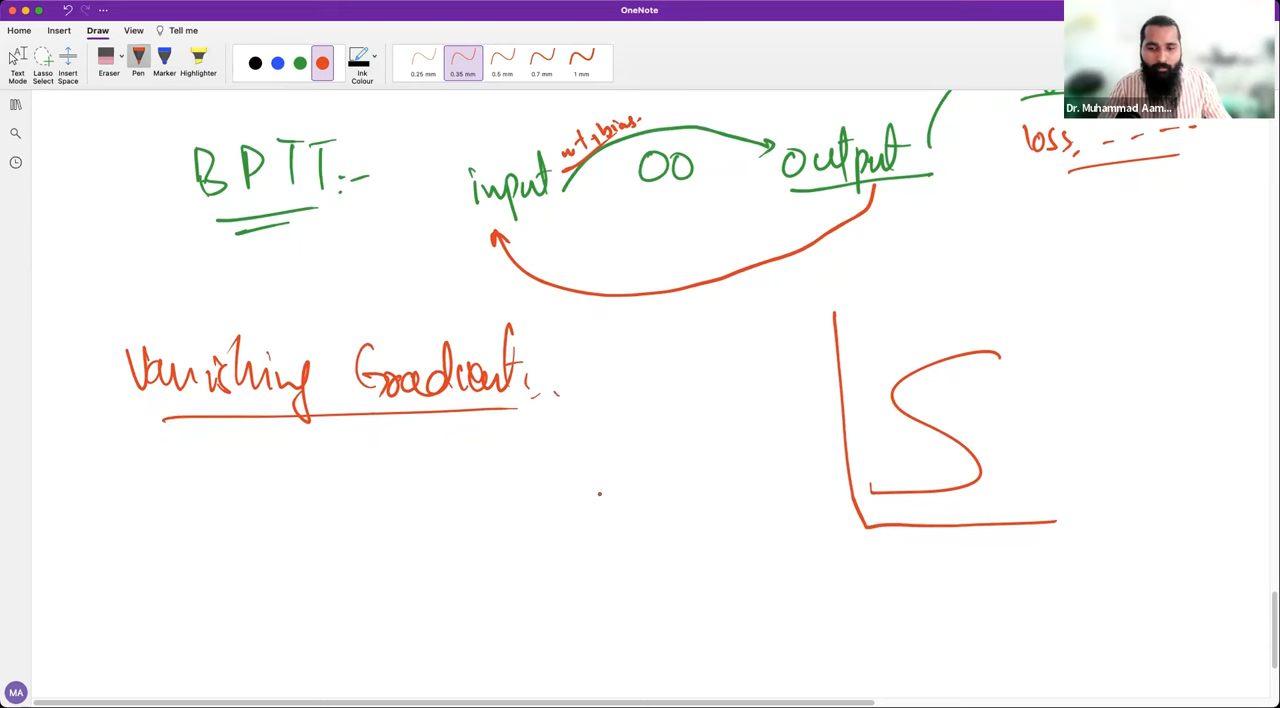 OneNote
Home Insert Draw View Tell me
Text Mode
Lasso Select
Insert Space
Eraser
Pen
Marker
Highlighter
Ink Colour
0.25 mm
0.35 mm
0.5 mm
0.7 mm
1 mm
Dr. Muhammad Aam...
BPTT:-
input
wt, bias.
output
loss, - - - -
Vanishing Gradient:-
MA